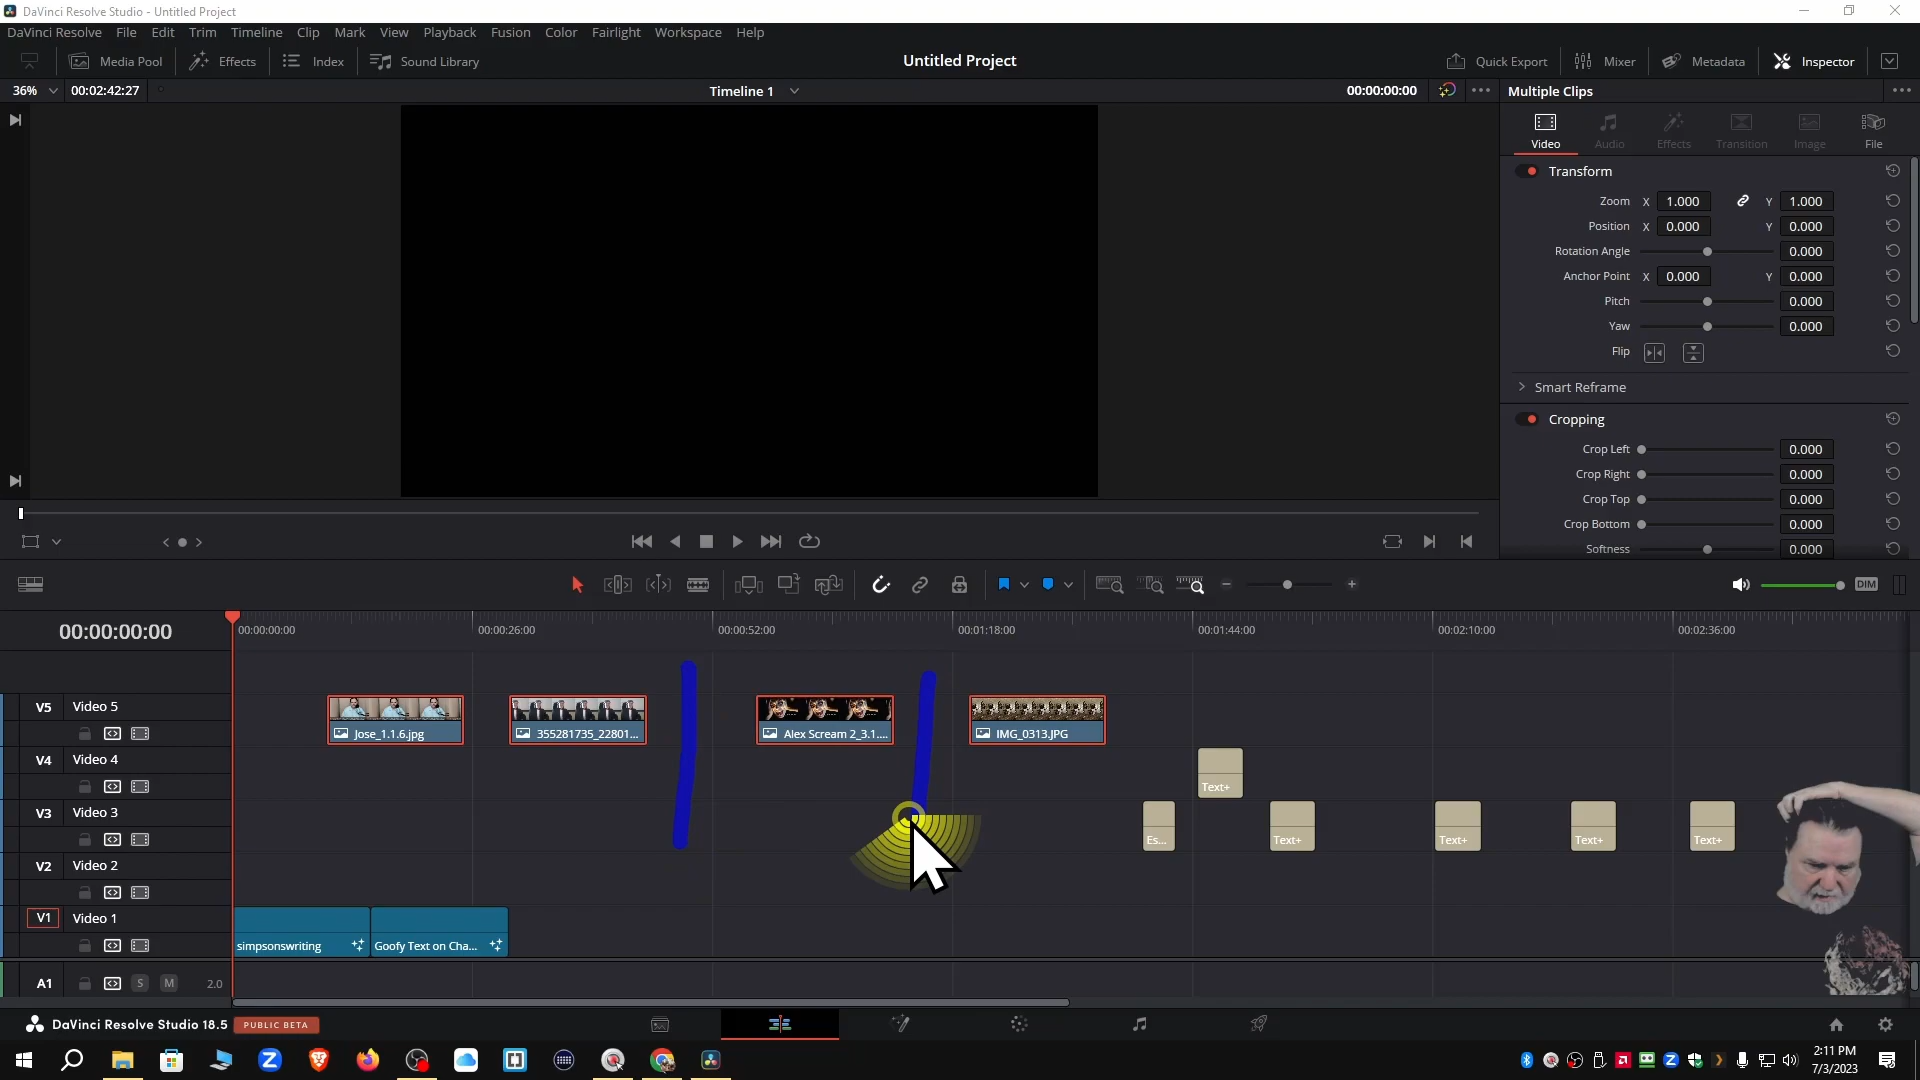 DaVinci Resolve Studio - Untitled Project
DaVinci Resolve File Edit Trim Timeline Clip Mark View Playback Fusion Color Fairlight Workspace Help
Media Pool Effects Index Sound Library Untitled Project Quick Export Mixer Metadata Inspector
36% 00:02:42:27 Timeline 1 00:00:00:00 Multiple Clips
Video Audio Effects Transition Image File
Transform
Zoom X 1.000 Y 1.000
Position X 0.000 Y 0.000
Rotation Angle 0.000
Anchor Point X 0.000 Y 0.000
Pitch 0.000
Yaw 0.000
Flip
Smart Reframe
Cropping
Crop Left 0.000
Crop Right 0.000
Crop Top 0.000
Crop Bottom 0.000
Softness 0.000
DIM
00:00:00:00 00:00:00:00 00:00:26:00 00:00:52:00 00:01:18:00 00:01:44:00 00:02:10:00 00:02:36:00
V5 Video 5
Jose_1.1.6.jpg 355281735_22801... Alex Scream 2_3.1.... IMG_0313.JPG
V4 Video 4
Text+
V3 Video 3
Es... Text+ Text+ Text+ Text+
V2 Video 2
V1 Video 1
simpsonswriting Goofy Text on Cha...
A1 S M 2.0
DaVinci Resolve Studio 18.5 PUBLIC BETA
2:11 PM
7/3/2023